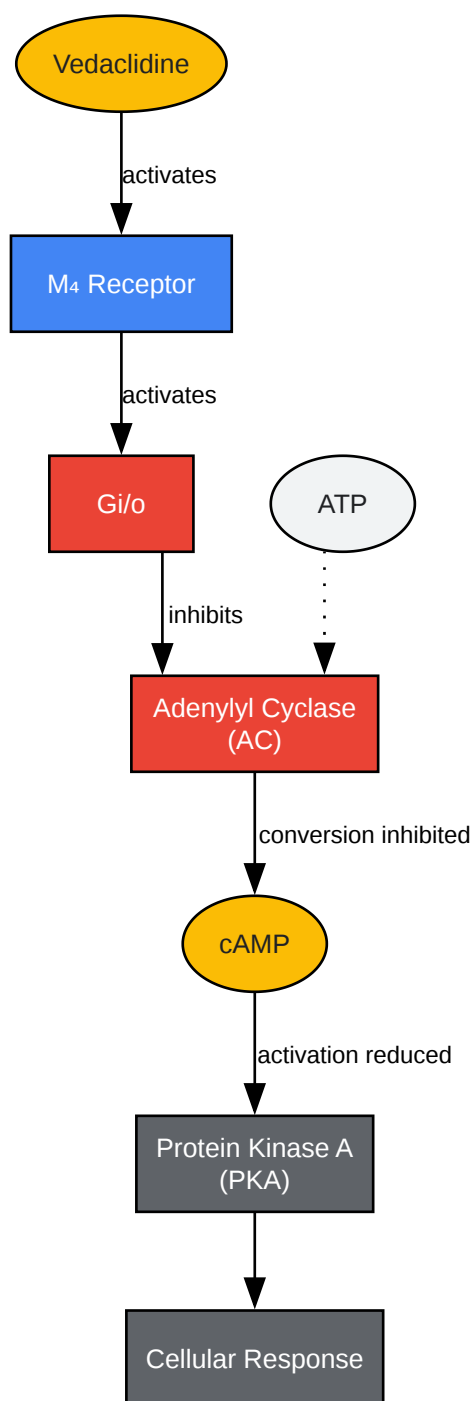 Vedaclidine
activates
M₄ Receptor
activates
Gi/o
ATP
inhibits
Adenylyl Cyclase
(AC)
conversion inhibited
cAMP
activation reduced
Protein Kinase A
(PKA)
Cellular Response